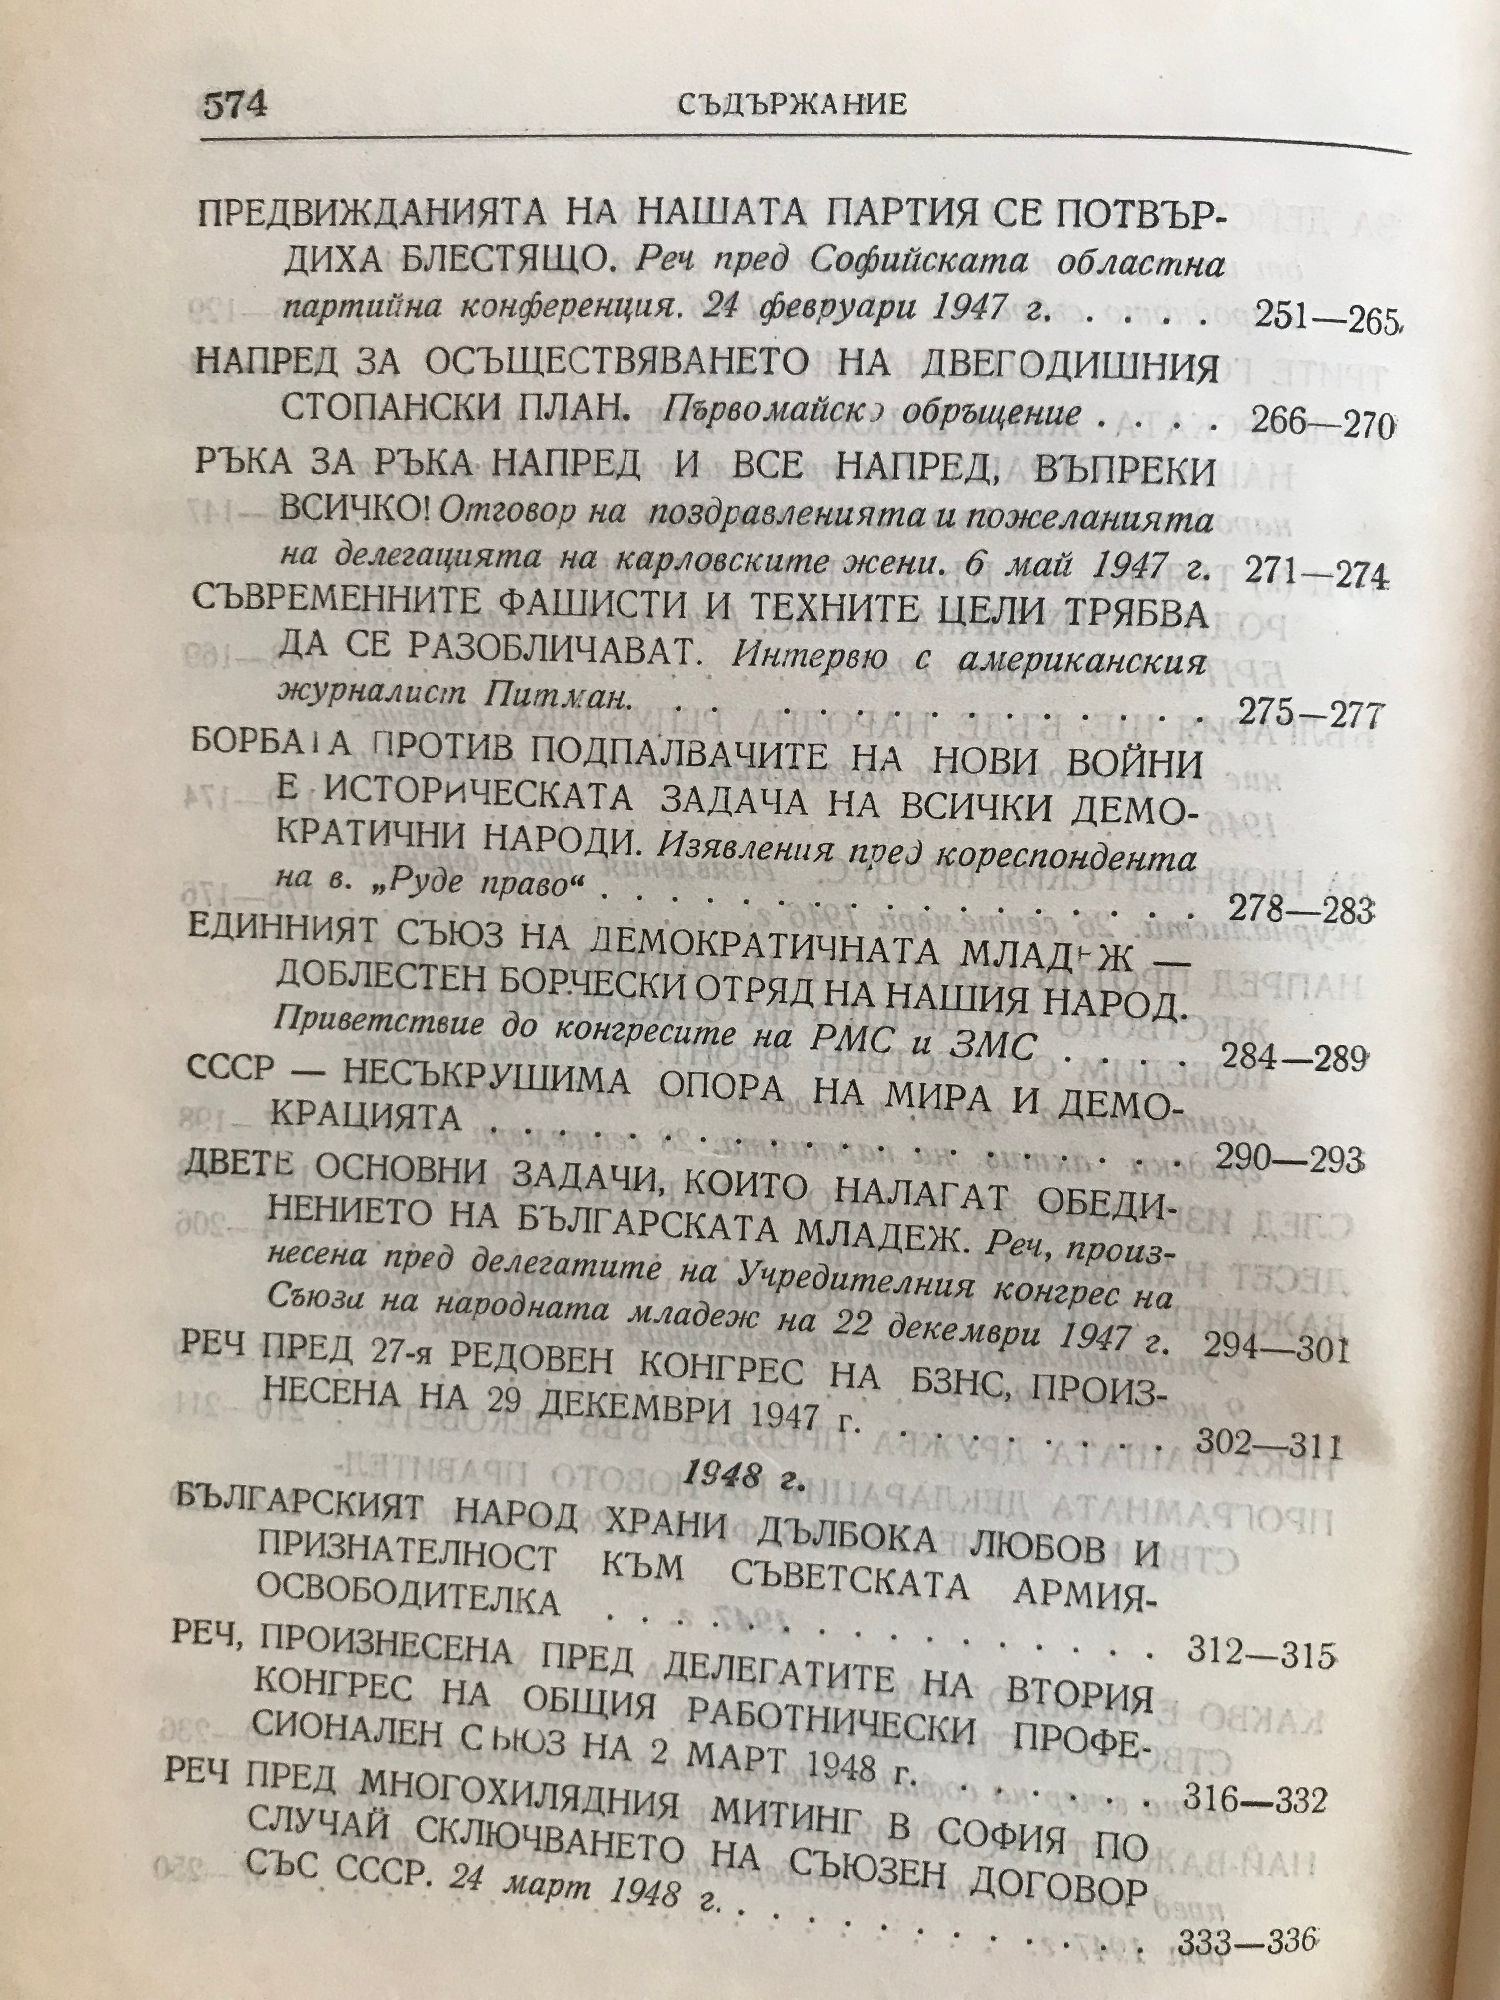 574 СЪДЪРЖАНИЕ
ПРЕДВИЖДАНИЯТА НА НАШАТА ПАРТИЯ СЕ ПОТВЪР-
ДИХА БЛЕСТЯЩО. Реч пред Софийската областна
партийна конференция. 24 февруари 1947 г. . . . . 251—265
НАПРЕД ЗА ОСЪЩЕСТВЯВАНЕТО НА ДВЕГОДИШНИЯ
СТОПАНСКИ ПЛАН. Първомайско обръщение . . . . 266—270
РЪКА ЗА РЪКА НАПРЕД И ВСЕ НАПРЕД, ВЪПРЕКИ
ВСИЧКО! Отговор на поздравленията и пожеланията
на делегацията на карловските жени. 6 май 1947 г. 271—274
СЪВРЕМЕННИТЕ ФАШИСТИ И ТЕХНИТЕ ЦЕЛИ ТРЯБВА
ДА СЕ РАЗОБЛИЧАВАТ. Интервю с американския
журналист Питман. . . . . . . . . . . . . . . 275—277
БОРБАТА ПРОТИВ ПОДПАЛВАЧИТЕ НА НОВИ ВОЙНИ
Е ИСТОРИЧЕСКАТА ЗАДАЧА НА ВСИЧКИ ДЕМО-
КРАТИЧНИ НАРОДИ. Изявления пред кореспондента
на в. „Руде право“ . . . . . . . . . . . . . . . . . 278—283
ЕДИННИЯТ СЪЮЗ НА ДЕМОКРАТИЧНАТА МЛАДЕЖ —
ДОБЛЕСТЕН БОРЧЕСКИ ОТРЯД НА НАШИЯ НАРОД.
Приветствие до конгресите на РМС и ЗМС . . . . 284—289
СССР — НЕСЪКРУШИМА ОПОРА НА МИРА И ДЕМО-
КРАЦИЯТА . . . . . . . . . . . . . . . . . . . . 290—293
ДВЕТЕ ОСНОВНИ ЗАДАЧИ, КОИТО НАЛАГАТ ОБЕДИ-
НЕНИЕТО НА БЪЛГАРСКАТА МЛАДЕЖ. Реч, произ-
несена пред делегатите на Учредителния конгрес на
Съюза на народната младеж на 22 декември 1947 г. 294—301
РЕЧ ПРЕД 27-я РЕДОВЕН КОНГРЕС НА БЗНС, ПРОИЗ-
НЕСЕНА НА 29 ДЕКЕМВРИ 1947 г. . . . . . . . . 302—311
1948 г.
БЪЛГАРСКИЯТ НАРОД ХРАНИ ДЪЛБОКА ЛЮБОВ И
ПРИЗНАТЕЛНОСТ КЪМ СЪВЕТСКАТА АРМИЯ-
ОСВОБОДИТЕЛКА . . . . . . . . . . . . . . . . 312—315
РЕЧ, ПРОИЗНЕСЕНА ПРЕД ДЕЛЕГАТИТЕ НА ВТОРИЯ
КОНГРЕС НА ОБЩИЯ РАБОТНИЧЕСКИ ПРОФЕ-
СИОНАЛЕН СЪЮЗ НА 2 МАРТ 1948 г. . . . . . . . 316—332
РЕЧ ПРЕД МНОГОХИЛЯДНИЯ МИТИНГ В СОФИЯ ПО
СЛУЧАЙ СКЛЮЧВАНЕТО НА СЪЮЗЕН ДОГОВОР
СЪС СССР. 24 март 1948 г. . . . . . . . . . . . . 333—336